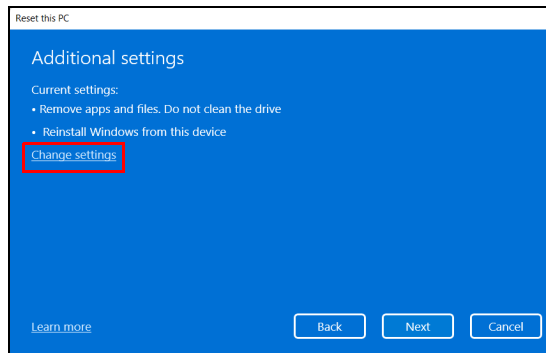 Reset this PC
Additional settings
Current settings:
• Remove apps and files. Do not clean the drive
• Reinstall Windows from this device
Change settings
Learn more
Back
Next
Cancel